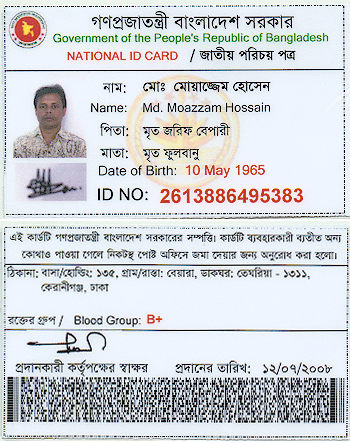 গণপ্রজাতন্ত্রী বাংলাদেশ সরকার
Government of the People's Republic of Bangladesh
NATIONAL ID CARD / জাতীয় পরিচয় পত্র
নাম: মোঃ মোয়াজ্জেম হোসেন
Name: Md. Moazzam Hossain
পিতা: মৃত জরিফ বেপারী
মাতা: মৃত ফুলবানু
Date of Birth: 10 May 1965
ID NO: 2613886495383
এই কার্ডটি গণপ্রজাতন্ত্রী বাংলাদেশ সরকারের সম্পত্তি। কার্ডটি ব্যবহারকারী ব্যতীত অন্য
কোথাও পাওয়া গেলে নিকটস্থ পোষ্ট অফিসে জমা দেয়ার জন্য অনুরোধ করা হলো।
ঠিকানা: বাসা/হোল্ডিং: ১৩৫, গ্রাম/রাস্তা: বেয়ারা, ডাকঘর: তেঘরিয়া - ১৩১১,
কেরানীগঞ্জ, ঢাকা
রক্তের গ্রুপ / Blood Group: B+
প্রদানকারী কর্তৃপক্ষের স্বাক্ষর প্রদানের তারিখ: ১২/০৭/২০০৮